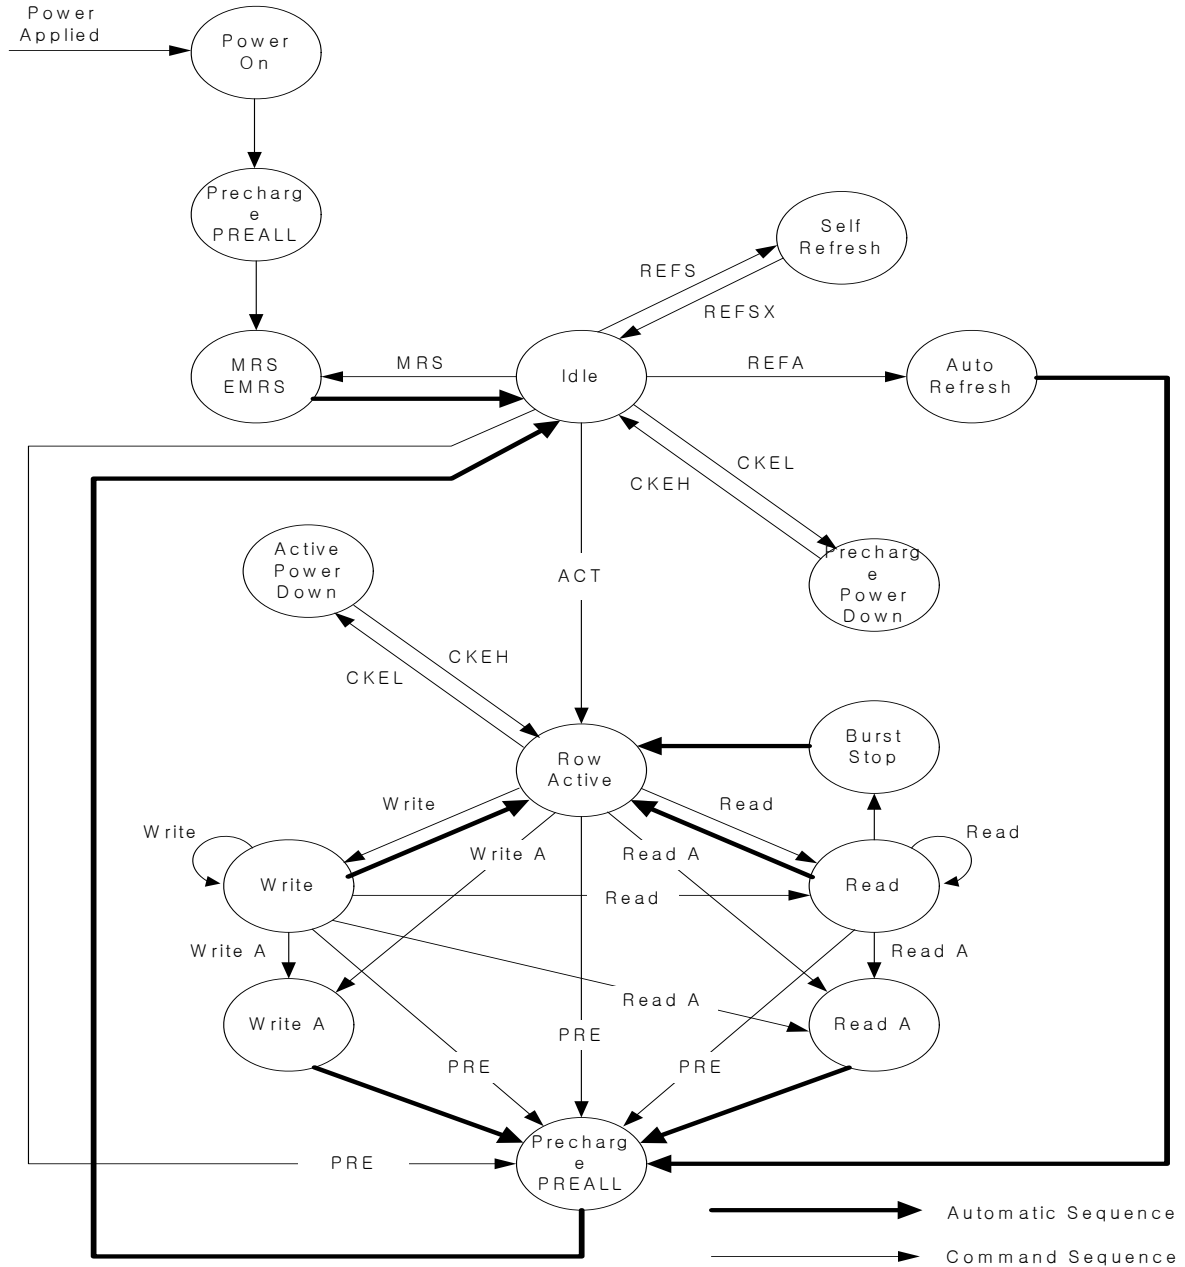 Power
Applied
Power
On
Precharg
e
PREALL
Self
Refresh
REFS
REFSX
MRS
EMRS
MRS
Idle
REFA
Auto
Refresh
CKEL
CKEH
Active
Power
Down
ACT
Precharg
e
Power
Down
CKEH
CKEL
Row
Active
Burst
Stop
Write
Read
Write
Write A
Read A
Read
Write
Read
Read
Write A
Read A
Write A
Read A
Read A
PRE
PRE
PRE
Precharg
e
PREALL
PRE
Automatic Sequence
Command Sequence